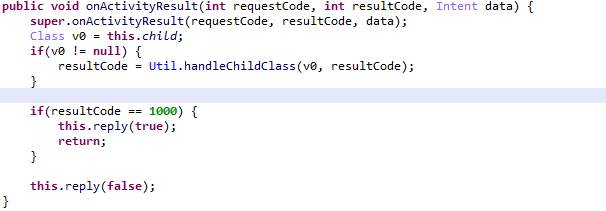 public void onActivityResult(int requestCode, int resultCode, Intent data) {
    super.onActivityResult(requestCode, resultCode, data);
    Class v0 = this.child;
    if(v0 != null) {
        resultCode = Util.handleChildClass(v0, resultCode);
    }

    if(resultCode == 1000) {
        this.reply(true);
        return;
    }

    this.reply(false);
}